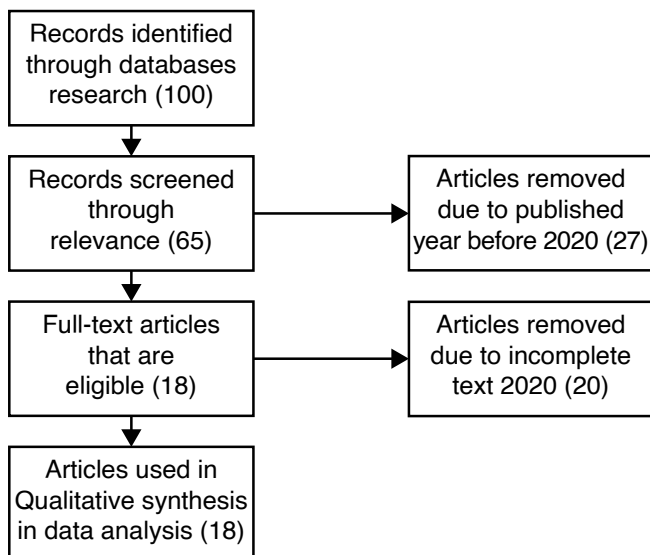 Records identified
through databases
research (100)
Records screened
through
relevance (65)
Articles removed
due to published
year before 2020 (27)
Full-text articles
that are
eligible (18)
Articles removed
due to incomplete
text 2020 (20)
Articles used in
Qualitative synthesis
in data analysis (18)